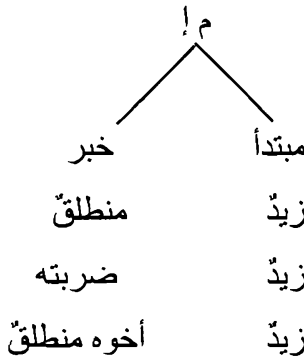 م إ
مبتدأ خبر
زيدٌ منطلقٌ
زيدٌ ضربته
زيدٌ أخوه منطلقٌ